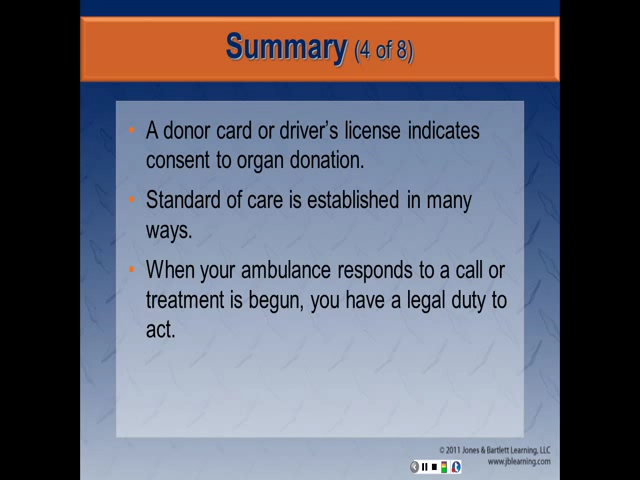 Summary (4 of 8)
• A donor card or driver's license indicates
consent to organ donation.
• Standard of care is established in many
ways.
• When your ambulance responds to a call or
treatment is begun, you have a legal duty to
act.
© 2011 Jones & Bartlett Learning, LLC
www.jblearning.com